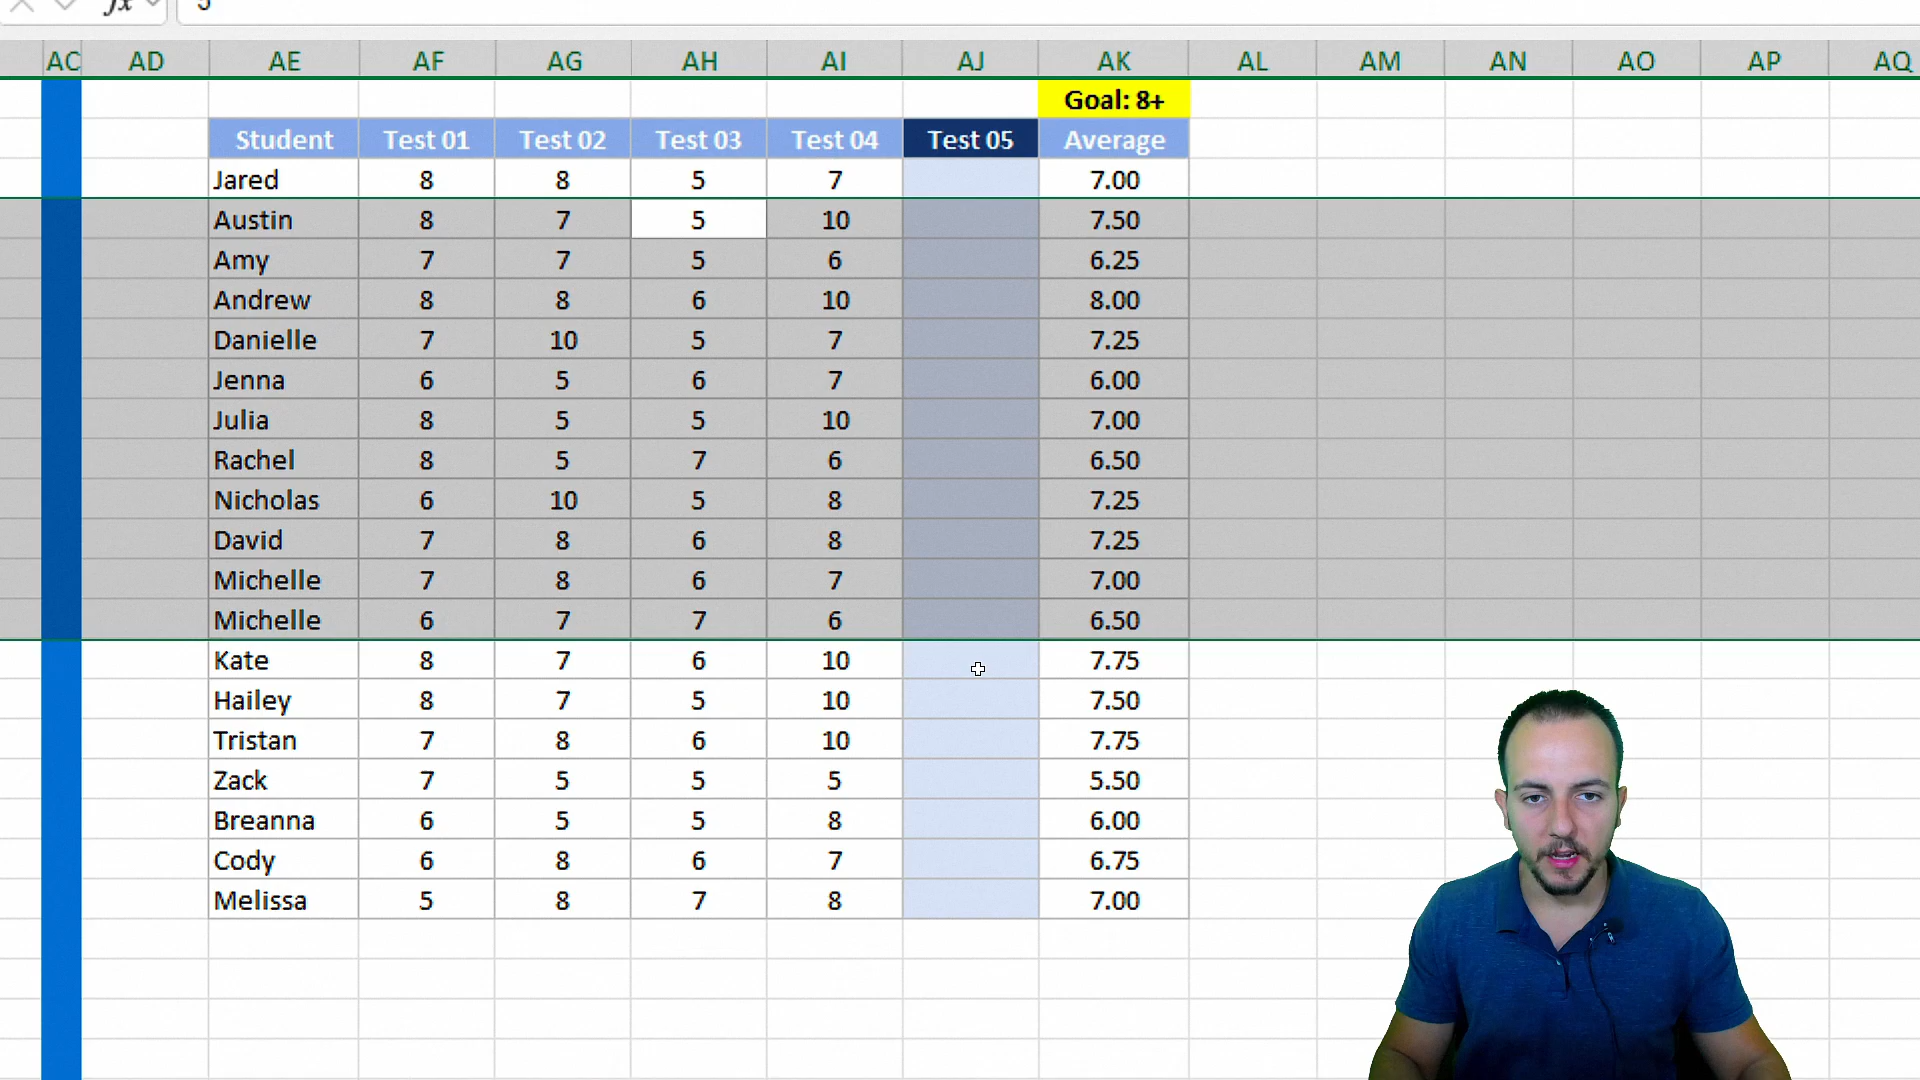 fx 5
AC AD AE AF AG AH AI AJ AK AL AM AN AO AP AQ
Goal: 8+
Student Test 01 Test 02 Test 03 Test 04 Test 05 Average
Jared 8 8 5 7 7.00
Austin 8 7 5 10 7.50
Amy 7 7 5 6 6.25
Andrew 8 8 6 10 8.00
Danielle 7 10 5 7 7.25
Jenna 6 5 6 7 6.00
Julia 8 5 5 10 7.00
Rachel 8 5 7 6 6.50
Nicholas 6 10 5 8 7.25
David 7 8 6 8 7.25
Michelle 7 8 6 7 7.00
Michelle 6 7 7 6 6.50
Kate 8 7 6 10 7.75
Hailey 8 7 5 10 7.50
Tristan 7 8 6 10 7.75
Zack 7 5 5 5 5.50
Breanna 6 5 5 8 6.00
Cody 6 8 6 7 6.75
Melissa 5 8 7 8 7.00